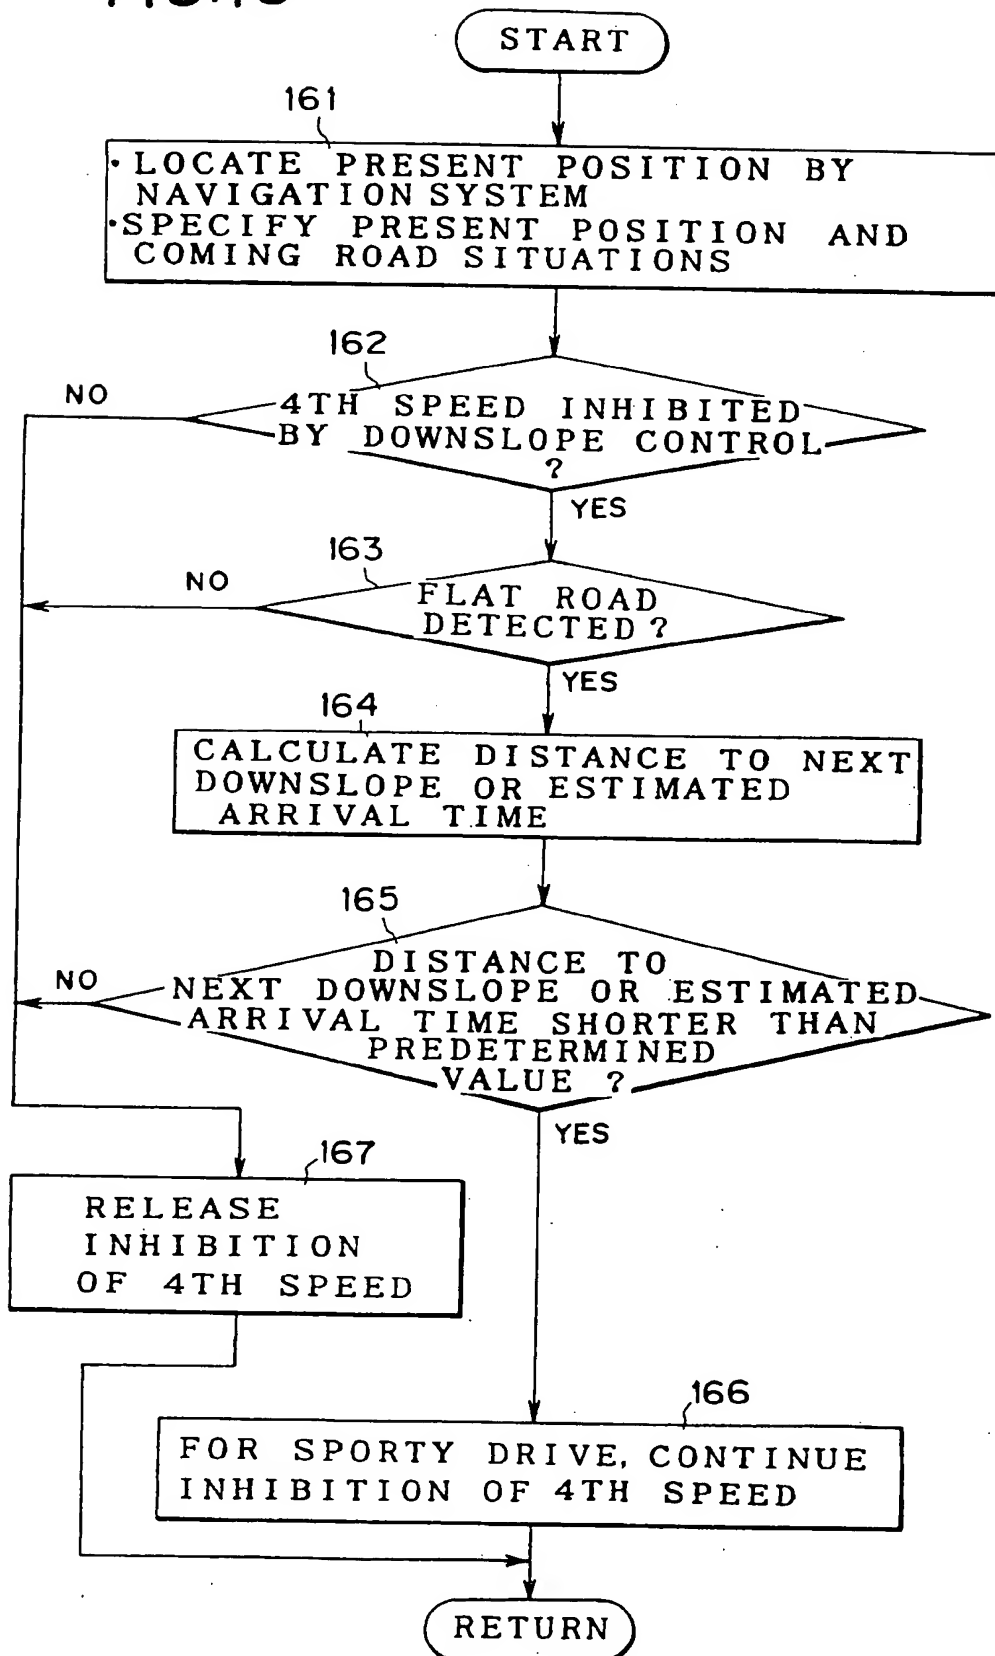 START
161
· LOCATE PRESENT POSITION BY
NAVIGATION SYSTEM
· SPECIFY PRESENT POSITION AND
COMING ROAD SITUATIONS
162
NO
4TH SPEED INHIBITED
BY DOWNSLOPE CONTROL
?
YES
163
NO
FLAT ROAD
DETECTED?
YES
164
CALCULATE DISTANCE TO NEXT
DOWNSLOPE OR ESTIMATED
ARRIVAL TIME
165
NO
DISTANCE TO
NEXT DOWNSLOPE OR ESTIMATED
ARRIVAL TIME SHORTER THAN
PREDETERMINED
VALUE ?
YES
167
RELEASE
INHIBITION
OF 4TH SPEED
166
FOR SPORTY DRIVE, CONTINUE
INHIBITION OF 4TH SPEED
RETURN